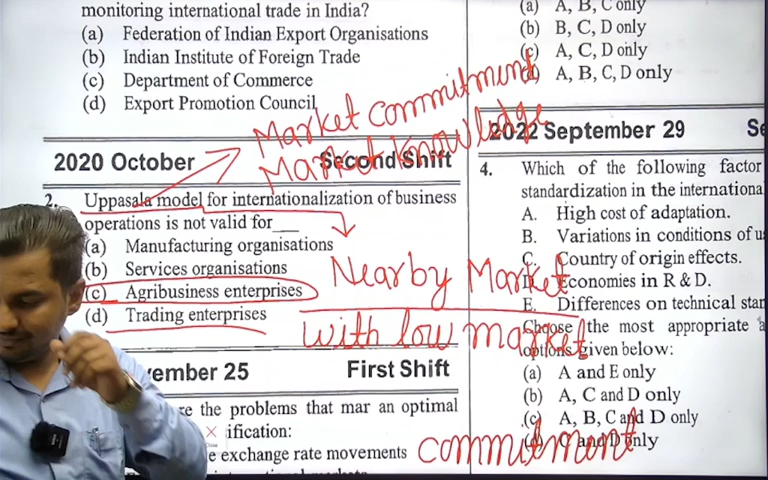 monitoring international trade in India?
(a) Federation of Indian Export Organisations
(b) Indian Institute of Foreign Trade
(c) Department of Commerce
(d) Export Promotion Council
Market commitment
Market knowledge
2020 October Second Shift
2. Uppasala model for internationalization of business
operations is not valid for___
(a) Manufacturing organisations
(b) Services organisations
(c) Agribusiness enterprises
(d) Trading enterprises
Nearby Market
With low market
commitment
25 First Shift
the problems that mar an optimal
exchange rate movements
(a) A, B, C only
(b) B, C, D only
(c) A, C, D only
A, B, C, D only
2022 September 29
4. Which of the following factor
standardization in the internationa
A. High cost of adaptation.
B. Variations in conditions of
C. Country of origin effects.
D. Economies in R & D.
E. Differences on technical
Choose the most appropriate
options given below:
(a) A and E only
(b) A, C and D only
(c) A, B, C and D only
C and D only